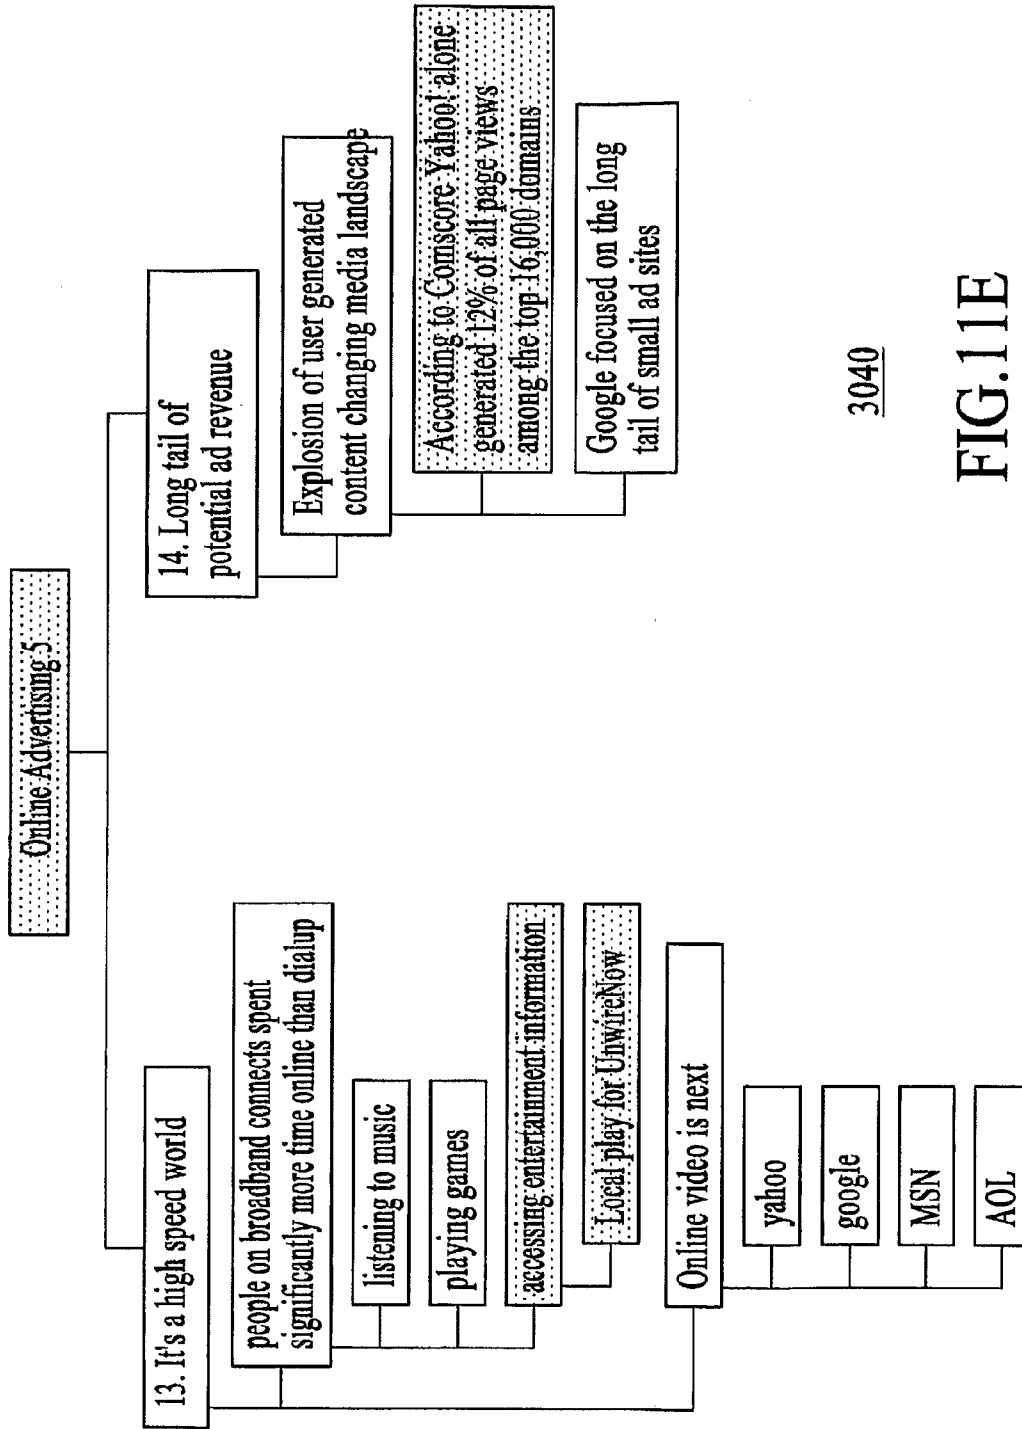 Online Advertising 5
13. It's a high speed world
people on broadband connects spent
significantly more time online than dialup
listening to music
playing games
accessing entertainment information
Local play for UnwireNow
Online video is next
yahoo
google
MSN
AOL
14. Long tail of
potential ad revenue
Explosion of user generated
content changing media landscape
According to Comscore Yahoo! alone
generated 12% of all page views
among the top 16,000 domains
Google focused on the long
tail of small ad sites
3040
FIG.11E